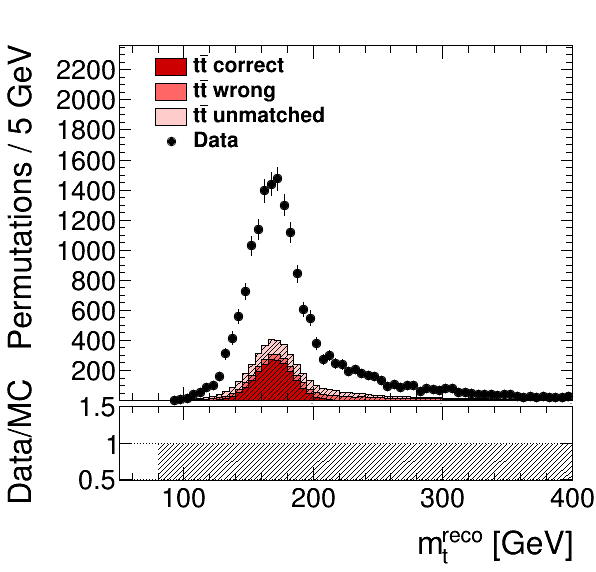 Permutations / 5 GeV
2200
2000
1800
1600
1400
1200
1000
800
600
400
200
tt̅ correct
tt̅ wrong
tt̅ unmatched
Data
Data/MC
1.5
1
0.5
100 200 300 400
m_t^reco [GeV]